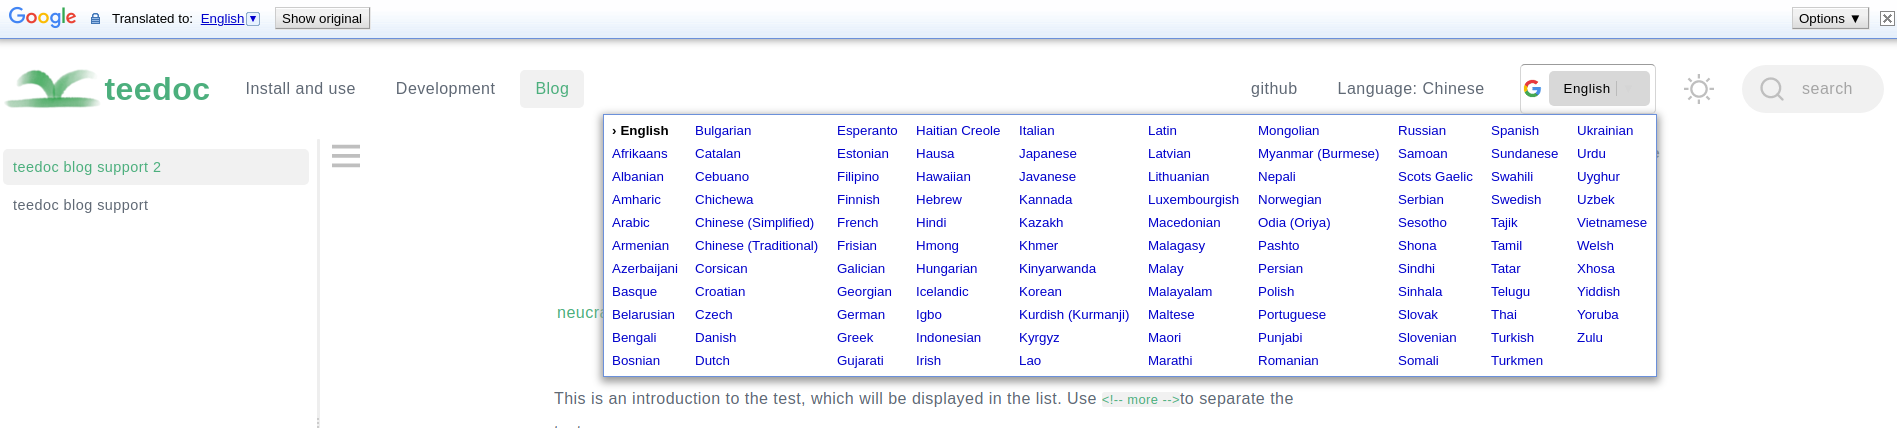 Google Translated to: English ▼ Show original Options ▼
teedoc Install and use Development Blog github Language: Chinese English search
teedoc blog support 2
teedoc blog support
› English Bulgarian Esperanto Haitian Creole Italian Latin Mongolian Russian Spanish Ukrainian
Afrikaans Catalan Estonian Hausa Japanese Latvian Myanmar (Burmese) Samoan Sundanese Urdu
Albanian Cebuano Filipino Hawaiian Javanese Lithuanian Nepali Scots Gaelic Swahili Uyghur
Amharic Chichewa Finnish Hebrew Kannada Luxembourgish Norwegian Serbian Swedish Uzbek
Arabic Chinese (Simplified) French Hindi Kazakh Macedonian Odia (Oriya) Sesotho Tajik Vietnamese
Armenian Chinese (Traditional) Frisian Hmong Khmer Malagasy Pashto Shona Tamil Welsh
Azerbaijani Corsican Galician Hungarian Kinyarwanda Malay Persian Sindhi Tatar Xhosa
Basque Croatian Georgian Icelandic Korean Malayalam Polish Sinhala Telugu Yiddish
Belarusian Czech German Igbo Kurdish (Kurmanji) Maltese Portuguese Slovak Thai Yoruba
Bengali Danish Greek Indonesian Kyrgyz Maori Punjabi Slovenian Turkish Zulu
Bosnian Dutch Gujarati Irish Lao Marathi Romanian Somali Turkmen
neucra
This is an introduction to the test, which will be displayed in the list. Use <!-- more -->to separate the